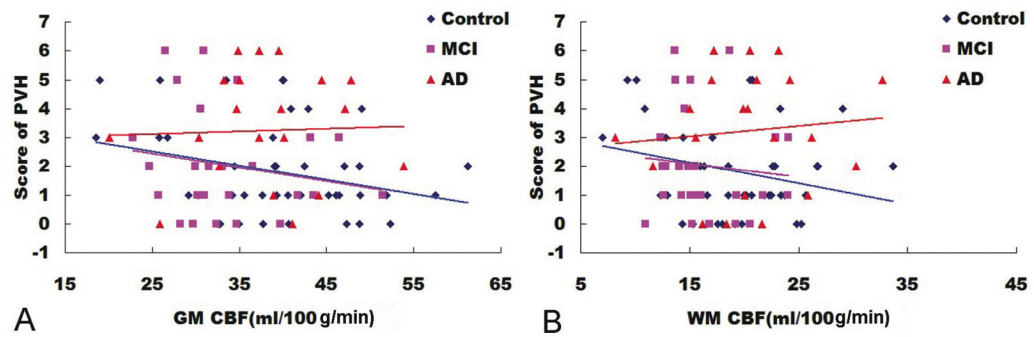 7
6
5
4
3
2
1
0
-1
Score of PVH
15
25
35
45
55
65
GM CBF(ml/100g/min)
Control
MCI
AD
A
7
6
5
4
3
2
1
0
-1
Score of PVH
5
15
25
35
45
WM CBF(ml/100g/min)
Control
MCI
AD
B